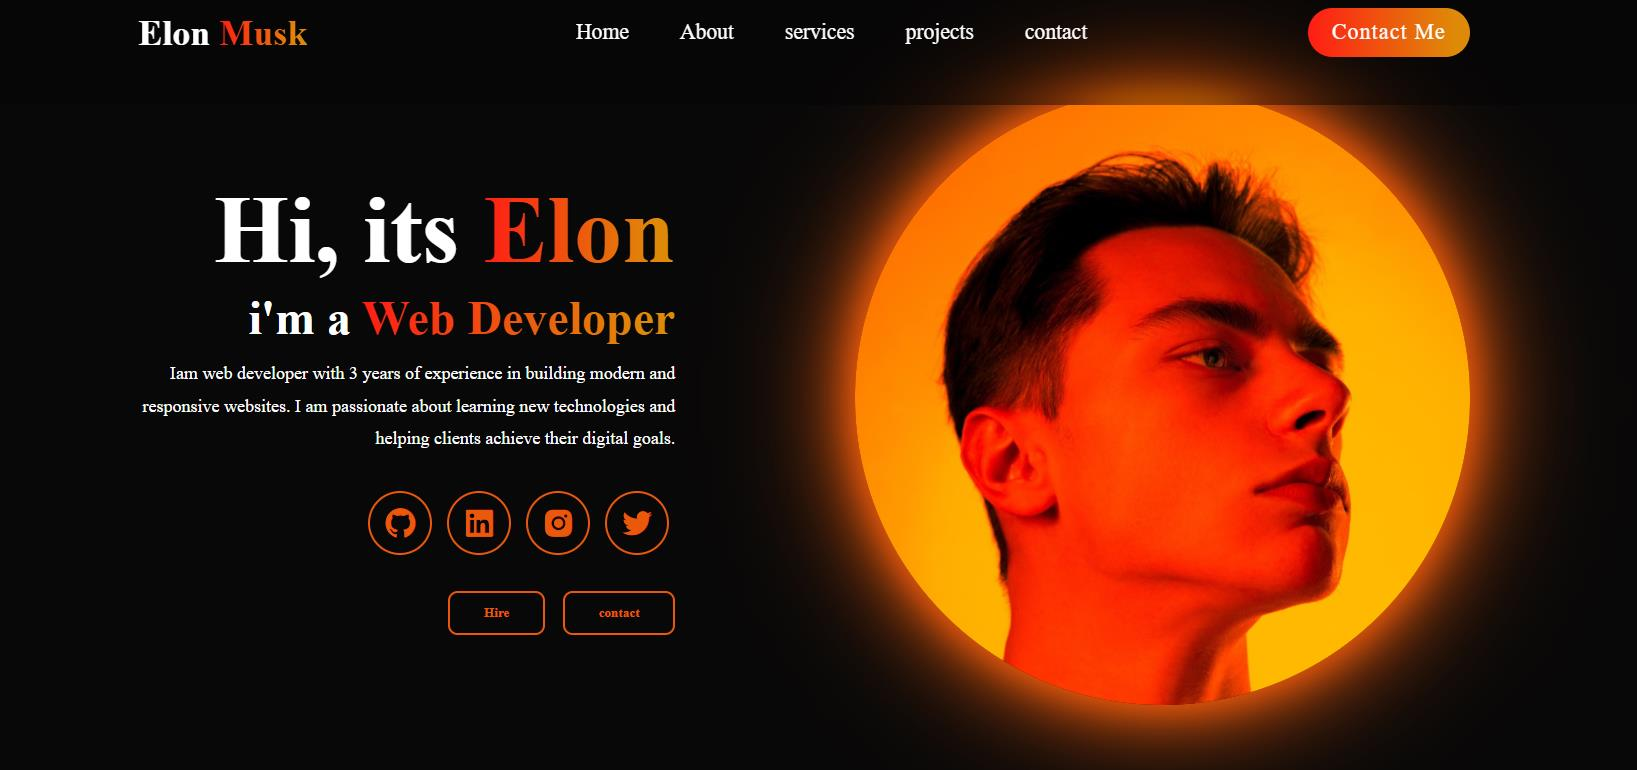 Elon Musk
Home About services projects contact
Contact Me
Hi, its Elon
i'm a Web Developer
Iam web developer with 3 years of experience in building modern and
responsive websites. I am passionate about learning new technologies and
helping clients achieve their digital goals.
in
Hire contact